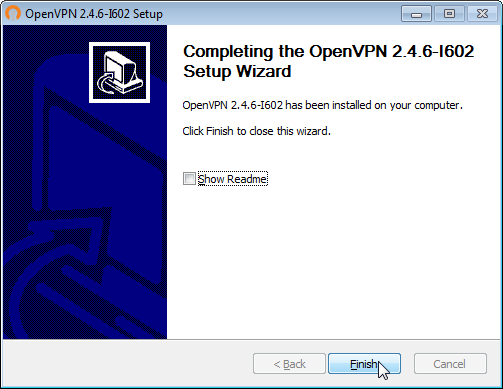 OpenVPN 2.4.6-I602 Setup
Completing the OpenVPN 2.4.6-I602
Setup Wizard
OpenVPN 2.4.6-I602 has been installed on your computer.
Click Finish to close this wizard.
Show Readme
< Back
Finish
Cancel